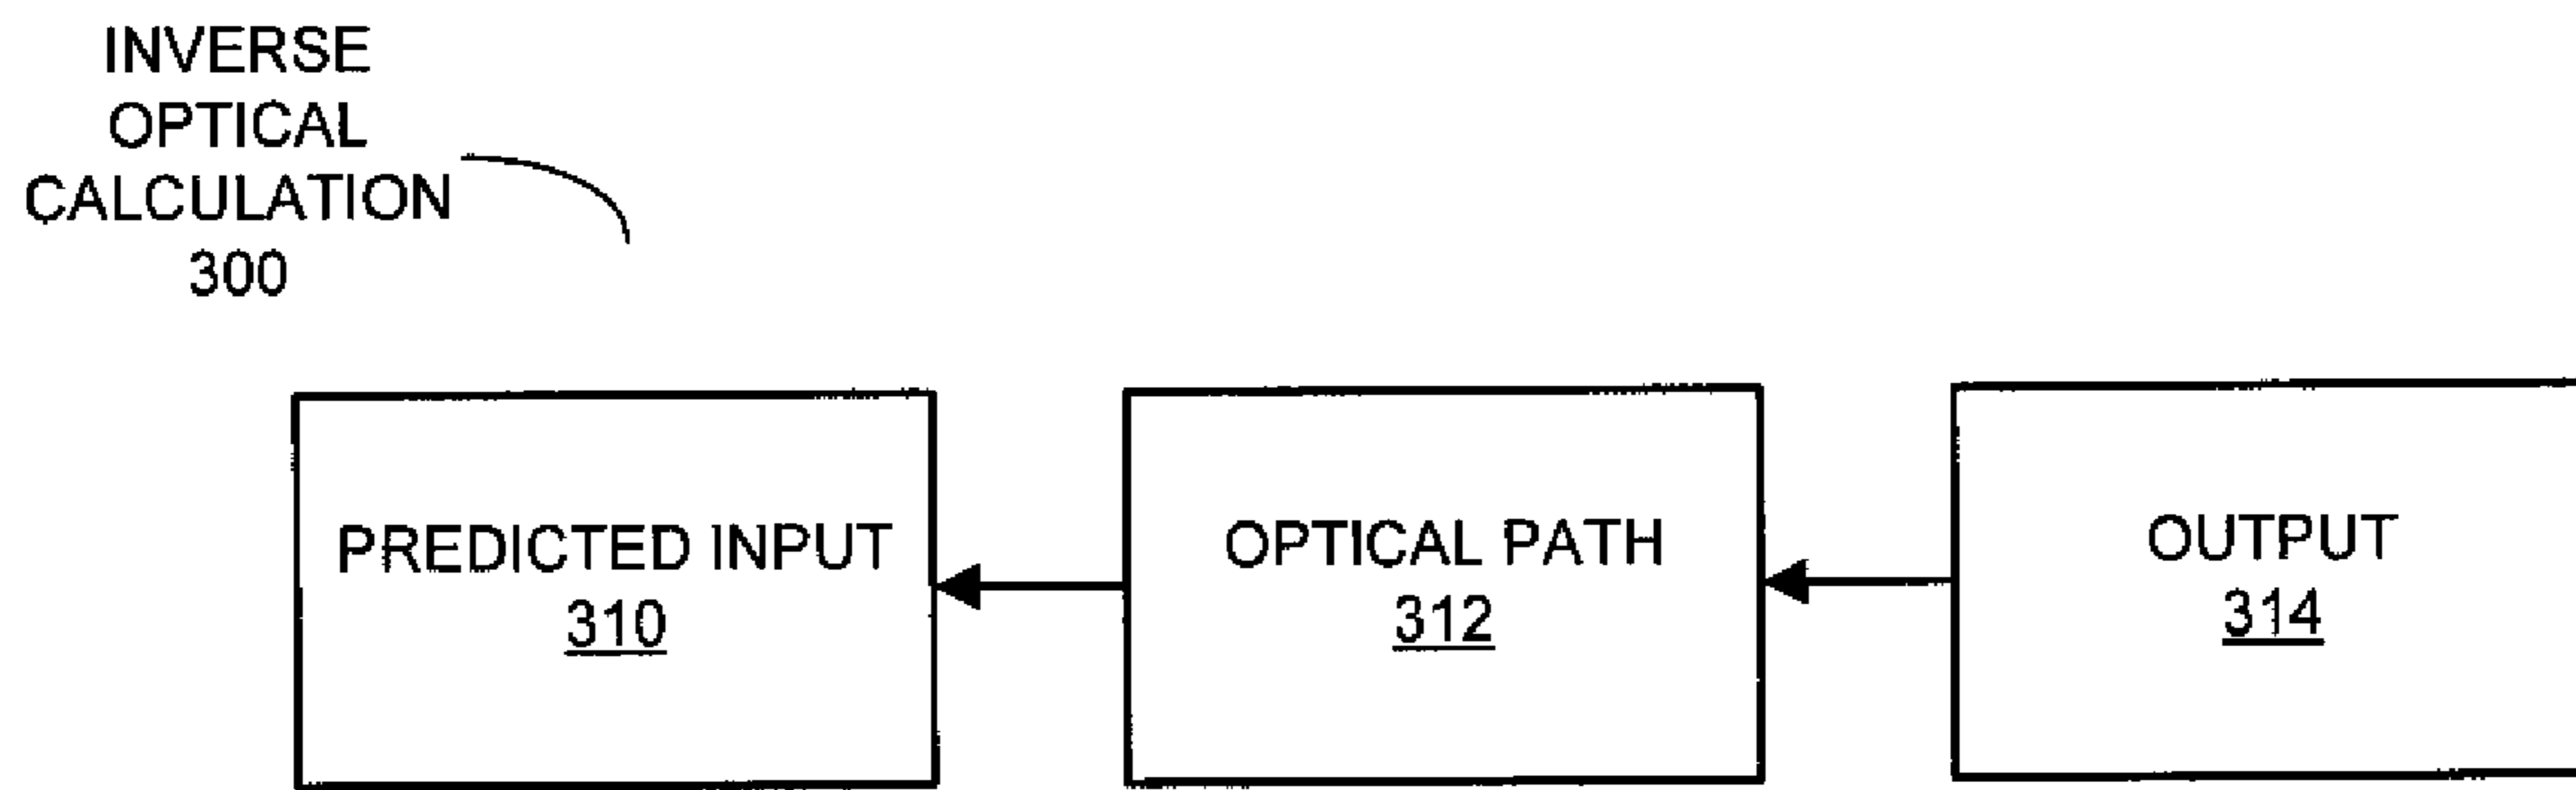 INVERSE
OPTICAL
CALCULATION
300
PREDICTED INPUT
310
OPTICAL PATH
312
OUTPUT
314